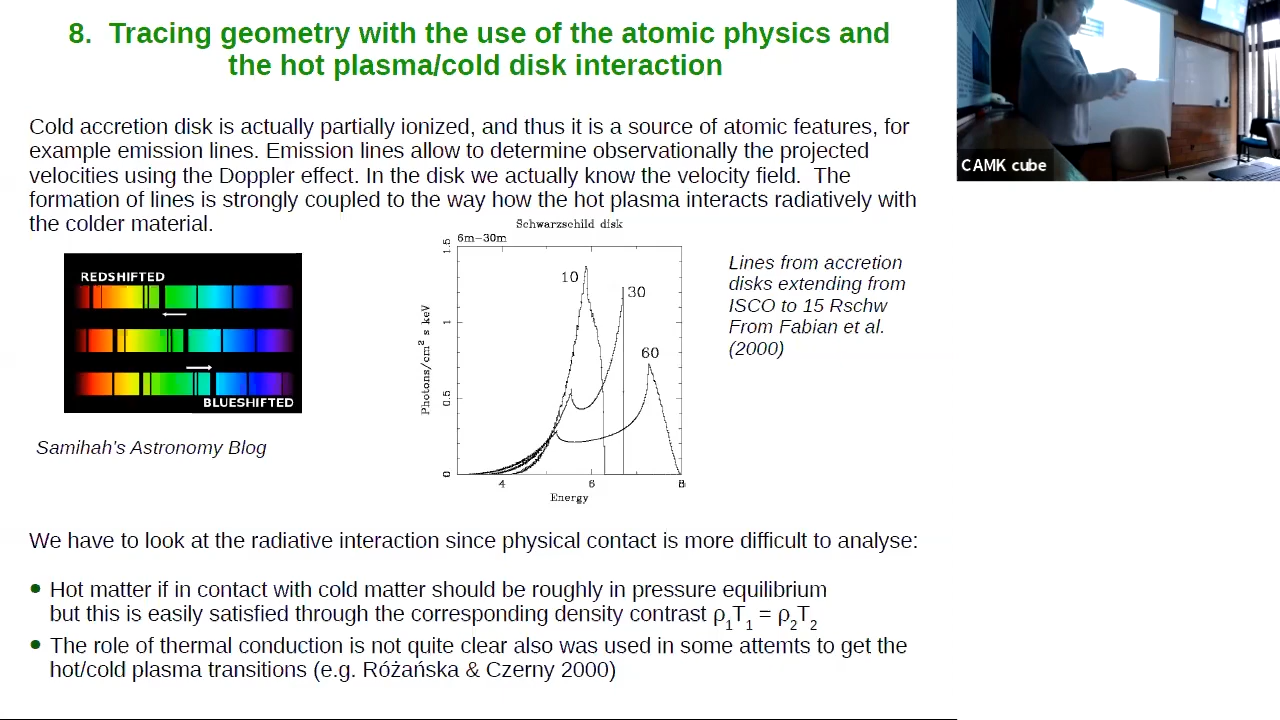 8. Tracing geometry with the use of the atomic physics and
the hot plasma/cold disk interaction
Cold accretion disk is actually partially ionized, and thus it is a source of atomic features, for
example emission lines. Emission lines allow to determine observationally the projected
velocities using the Doppler effect. In the disk we actually know the velocity field. The
formation of lines is strongly coupled to the way how the hot plasma interacts radiatively with
the colder material.
REDSHIFTED
BLUESHIFTED
Samihah's Astronomy Blog
Schwarzschild disk
6m-30m
1.5
1
0.5
0
Photons/cm² s keV
10
30
60
4
6
8
Energy
Lines from accretion
disks extending from
ISCO to 15 Rschw
From Fabian et al.
(2000)
We have to look at the radiative interaction since physical contact is more difficult to analyse:
● Hot matter if in contact with cold matter should be roughly in pressure equilibrium
but this is easily satisfied through the corresponding density contrast ρ₁T₁ = ρ₂T₂
● The role of thermal conduction is not quite clear also was used in some attemts to get the
hot/cold plasma transitions (e.g. Różańska & Czerny 2000)
CAMK cube